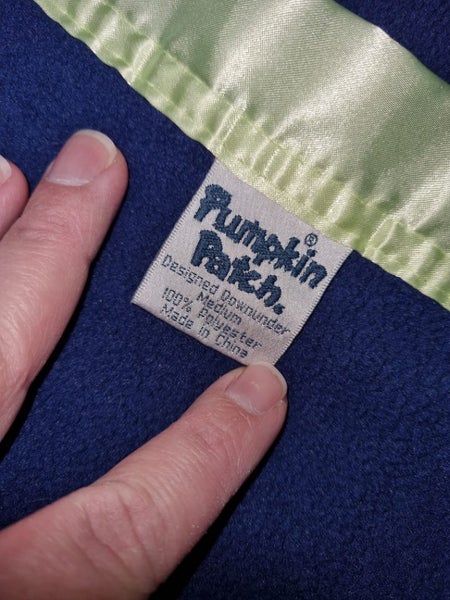 Pumpkin ®
Patch.
Designed Downunder
Medium
100% Polyester
Made in China